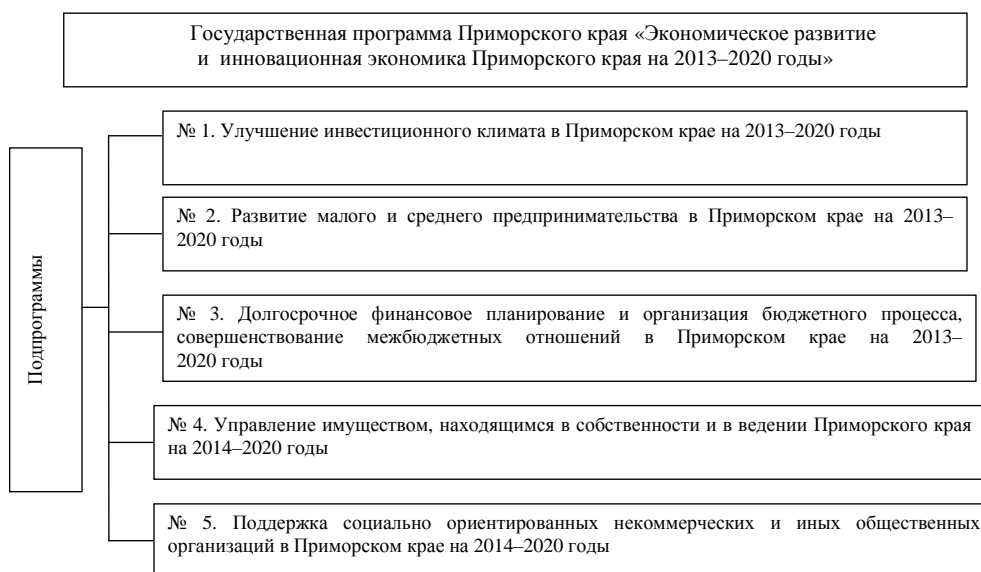 Государственная программа Приморского края «Экономическое развитие
и инновационная экономика Приморского края на 2013–2020 годы»
Подпрограммы
№ 1. Улучшение инвестиционного климата в Приморском крае на 2013–2020 годы
№ 2. Развитие малого и среднего предпринимательства в Приморском крае на 2013–
2020 годы
№ 3. Долгосрочное финансовое планирование и организация бюджетного процесса,
совершенствование межбюджетных отношений в Приморском крае на 2013–
2020 годы
№ 4. Управление имуществом, находящимся в собственности и в ведении Приморского края
на 2014–2020 годы
№ 5. Поддержка социально ориентированных некоммерческих и иных общественных
организаций в Приморском крае на 2014–2020 годы